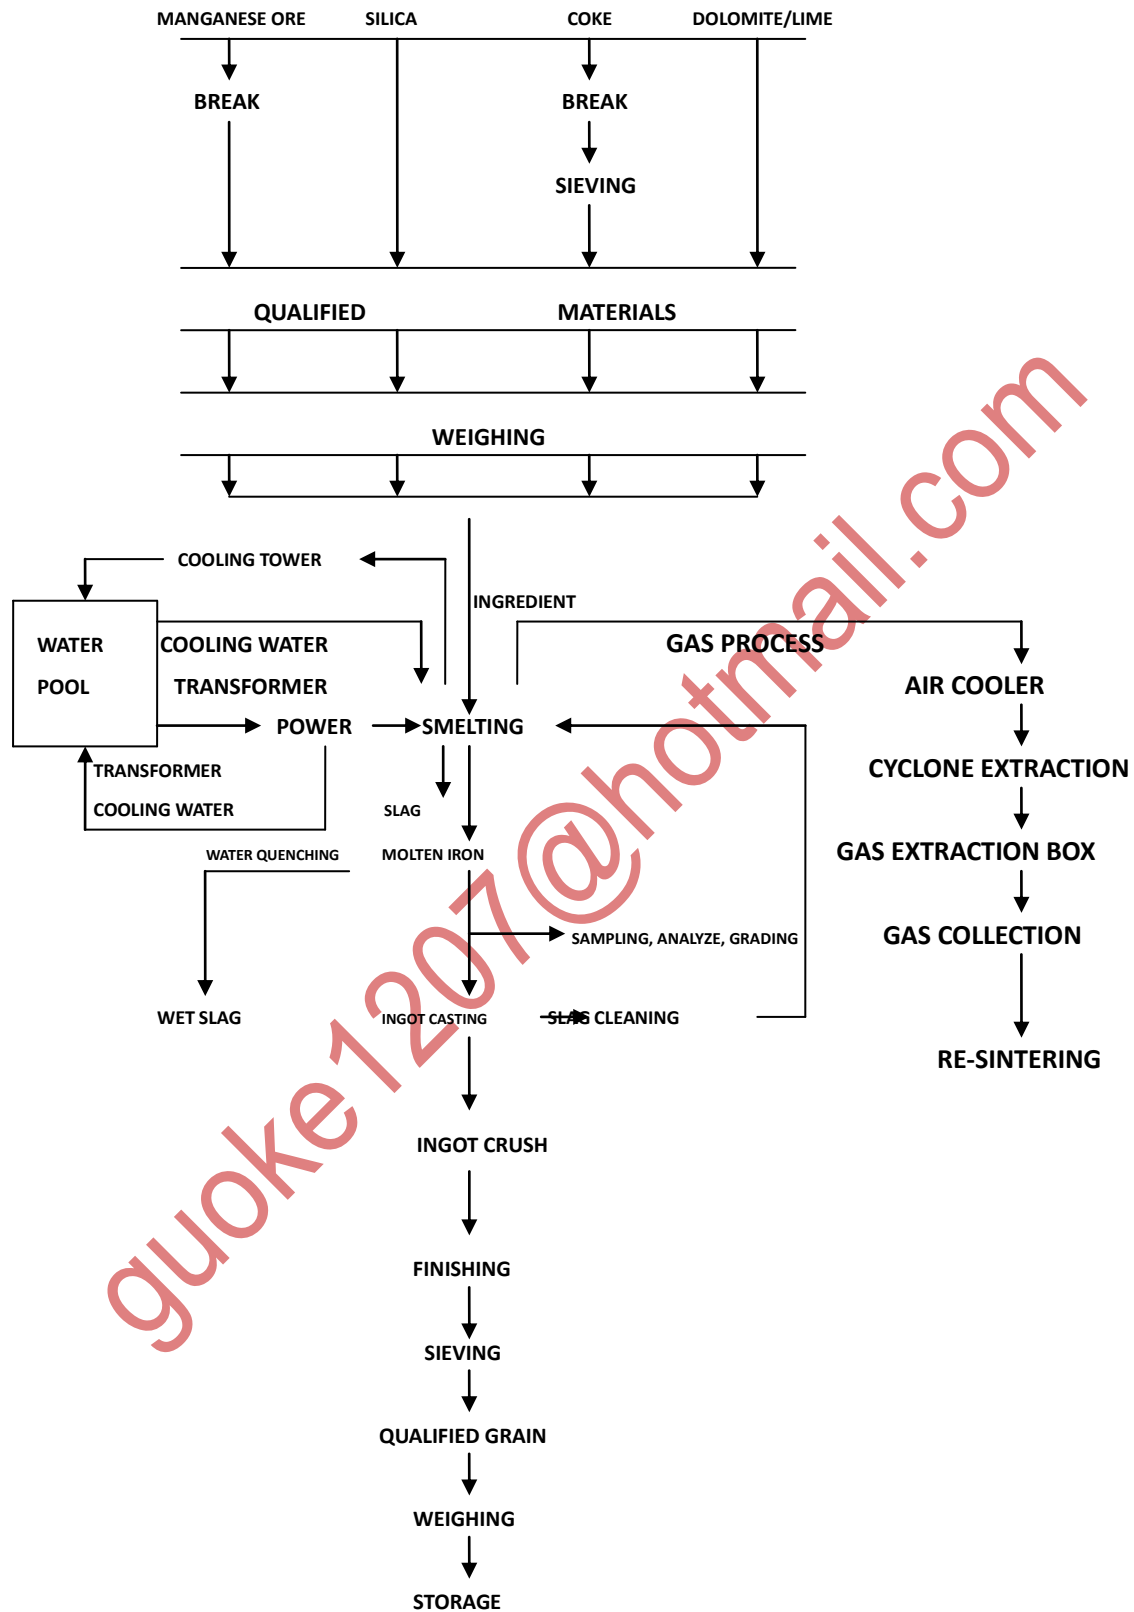 MANGANESE ORE SILICA COKE DOLOMITE/LIME
BREAK BREAK
SIEVING
QUALIFIED MATERIALS
WEIGHING
COOLING TOWER
INGREDIENT
WATER COOLING WATER GAS PROCESS
POOL TRANSFORMER AIR COOLER
POWER SMELTING
TRANSFORMER CYCLONE EXTRACTION
COOLING WATER SLAG
WATER QUENCHING MOLTEN IRON GAS EXTRACTION BOX
SAMPLING, ANALYZE, GRADING GAS COLLECTION
WET SLAG INGOT CASTING SLAG CLEANING
RE-SINTERING
INGOT CRUSH
FINISHING
SIEVING
QUALIFIED GRAIN
WEIGHING
STORAGE
guoke1207@hotmail.com